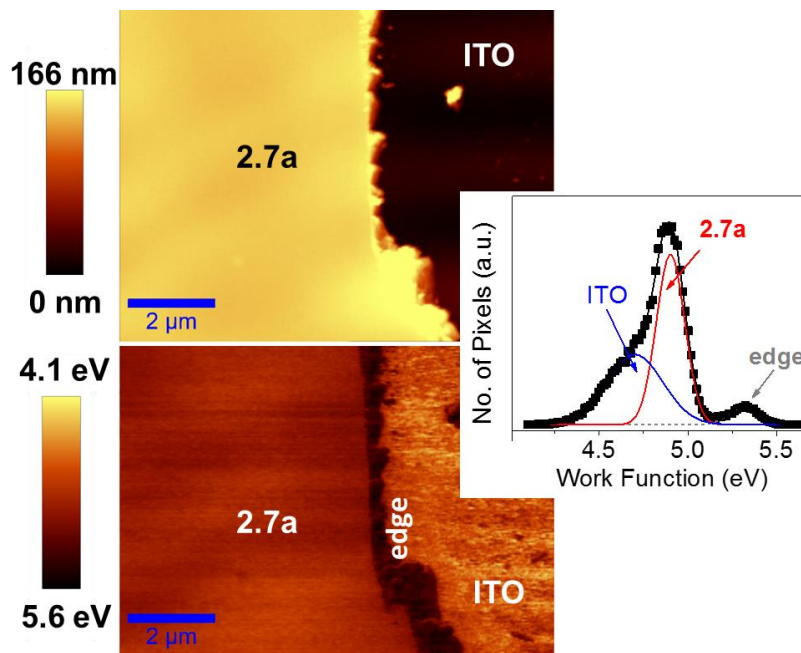 166 nm
0 nm
ITO
2.7a
2 µm
4.1 eV
5.6 eV
2.7a
edge
ITO
2 µm
No. of Pixels (a.u.)
2.7a
ITO
edge
4.5
5.0
5.5
Work Function (eV)